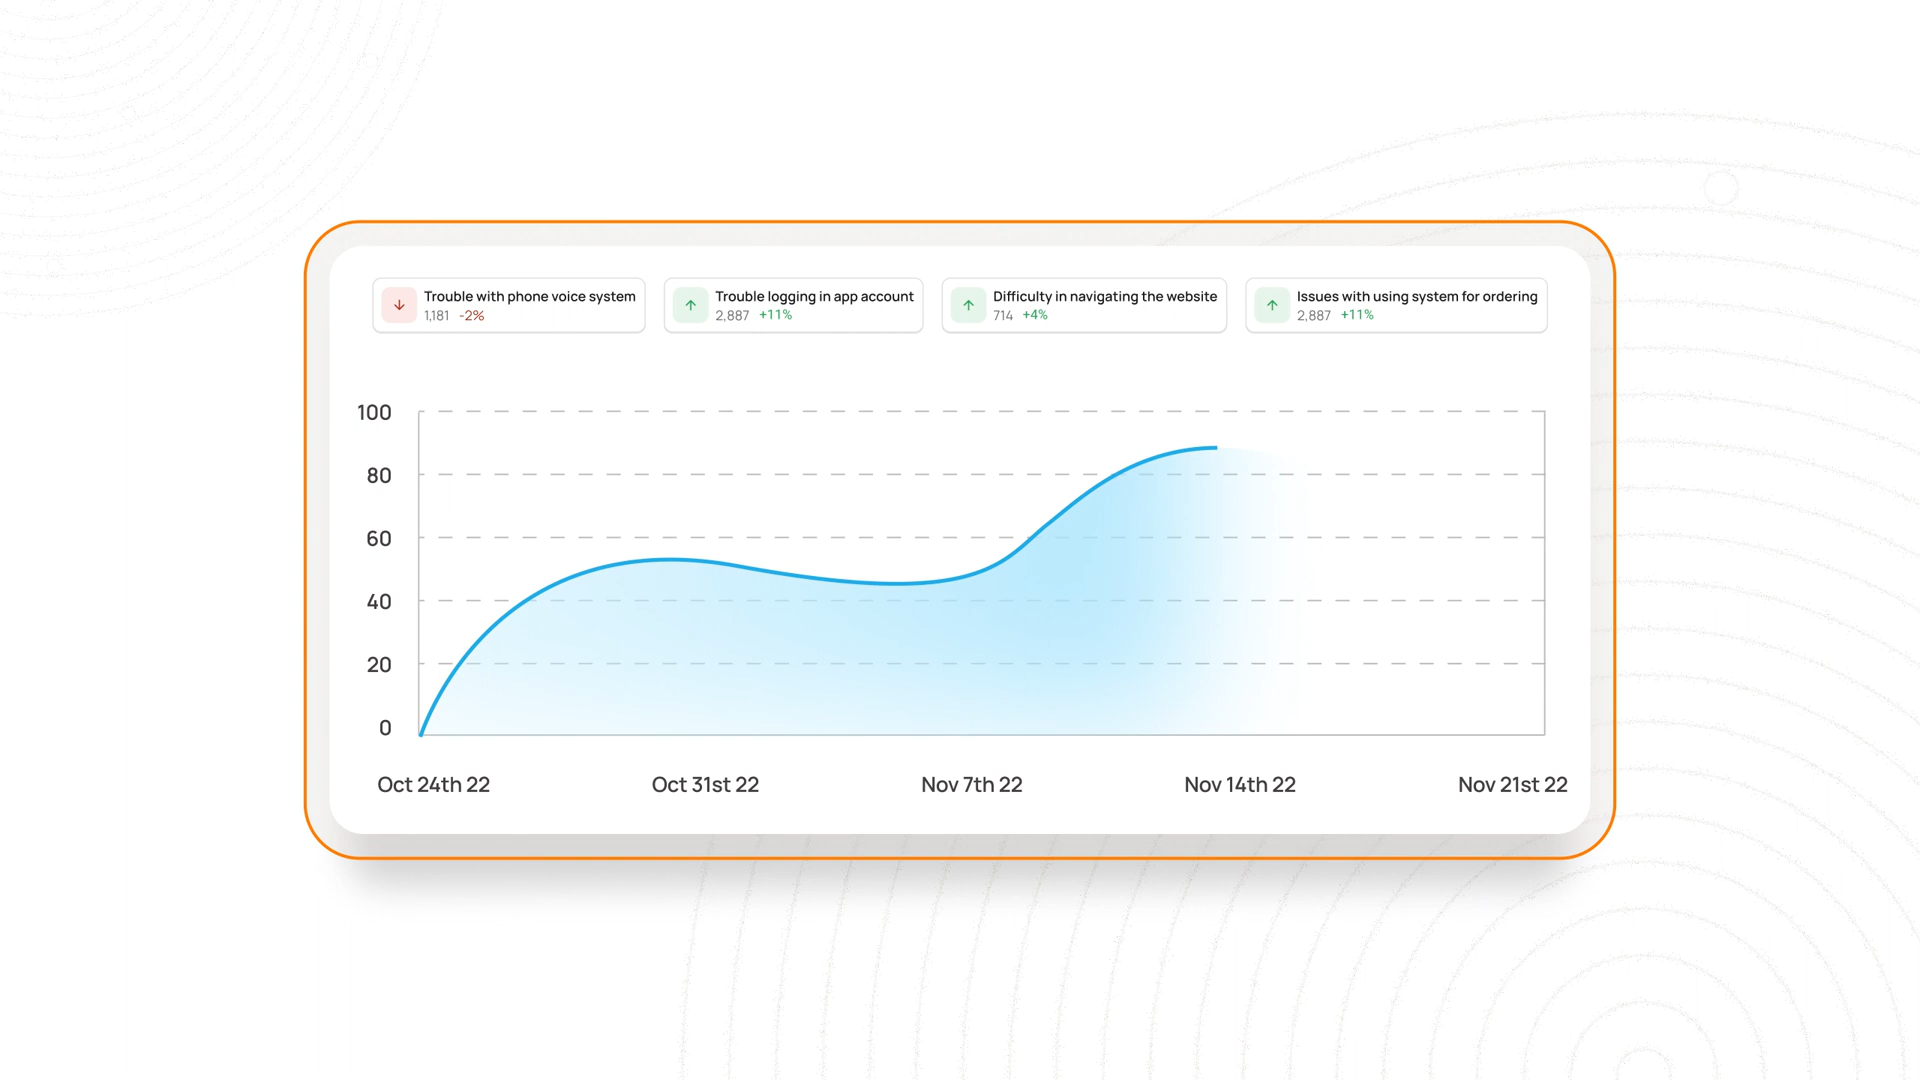 Trouble with phone voice system
1,181 -2%
Trouble logging in app account
2,887 +11%
Difficulty in navigating the website
714 +4%
Issues with using system for ordering
2,887 +11%
100
80
60
40
20
0
Oct 24th 22
Oct 31st 22
Nov 7th 22
Nov 14th 22
Nov 21st 22